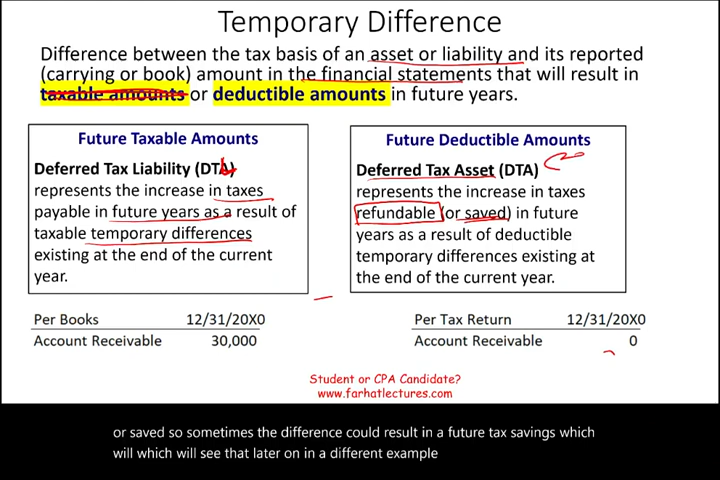 Temporary Difference
Difference between the tax basis of an asset or liability and its reported
(carrying or book) amount in the financial statements that will result in
taxable amounts or deductible amounts in future years.
Future Taxable Amounts
Deferred Tax Liability (DTL)
represents the increase in taxes
payable in future years as a result of
taxable temporary differences
existing at the end of the current
year.
Future Deductible Amounts
Deferred Tax Asset (DTA)
represents the increase in taxes
refundable (or saved) in future
years as a result of deductible
temporary differences existing at
the end of the current year.
Per Books 12/31/20X0
Account Receivable 30,000
Per Tax Return 12/31/20X0
Account Receivable 0
Student or CPA Candidate?
www.farhatlectures.com
or saved so sometimes the difference could result in a future tax savings which
will which will see that later on in a different example